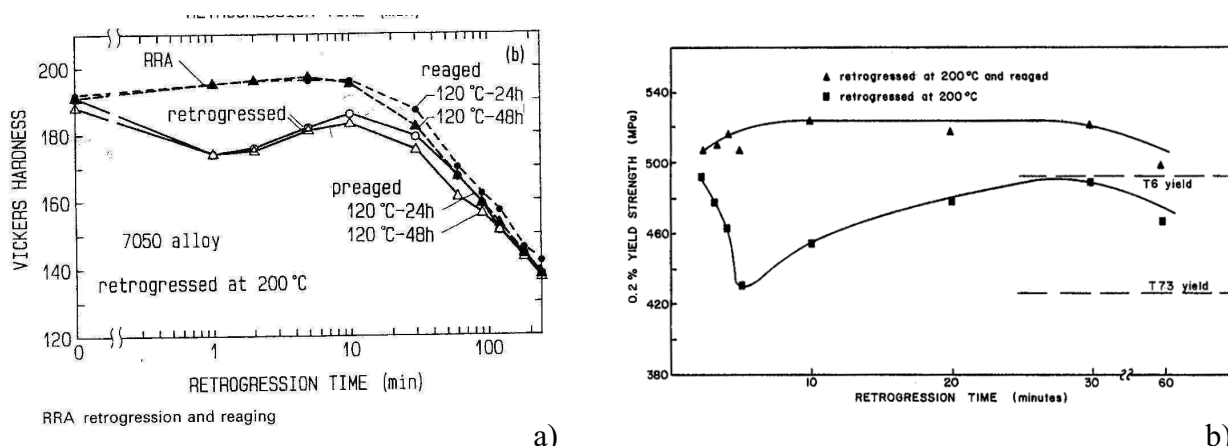 RETROGRESSION TIME (min)
(b)
RRA
retrogressed
reaged
120 °C-24h
120 °C-48h
preaged
120 °C-24h
120 °C-48h
7050 alloy
retrogressed at 200 °C
VICKERS HARDNESS
200
180
160
140
120
0
1
10
100
RETROGRESSION TIME (min)
RRA retrogression and reaging
a)
▲ retrogressed at 200 °C and reaged
■ retrogressed at 200°C
0.2 % YIELD STRENGTH (MPa)
540
500
460
420
380
T6 yield
T73 yield
10
20
30
60
RETROGRESSION TIME (minutes)
b)